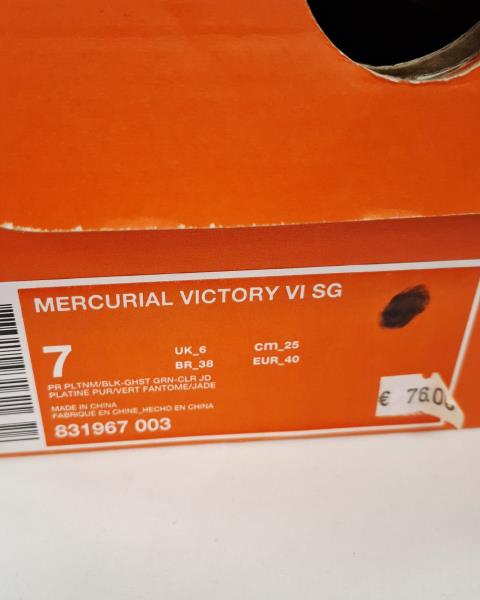 MERCURIAL VICTORY VI SG
7
UK_6 cm_25
BR_38 EUR_40
PR PLTNM/BLK-GHST GRN-CLR JD
PLATINE PUR/VERT FANTOME/JADE
MADE IN CHINA
FABRIQUE EN CHINE_HECHO EN CHINA
831967 003
€ 76.00